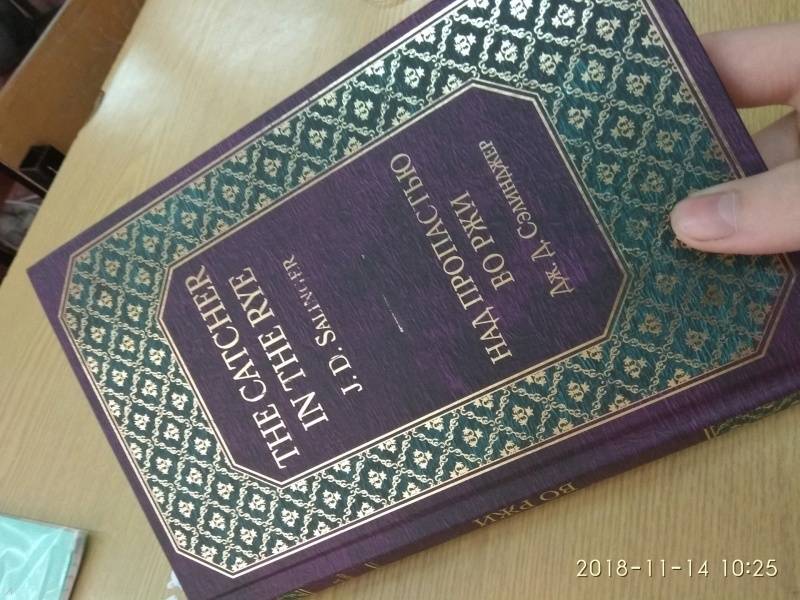 THE CATCHER
IN THE RYE
J.D. SALINGER
НАД ПРОПАСТЬЮ
ВО РЖИ
ДЖ. Д. СЭЛИНДЖЕР
ВО РЖИ
2018-11-14 10:25